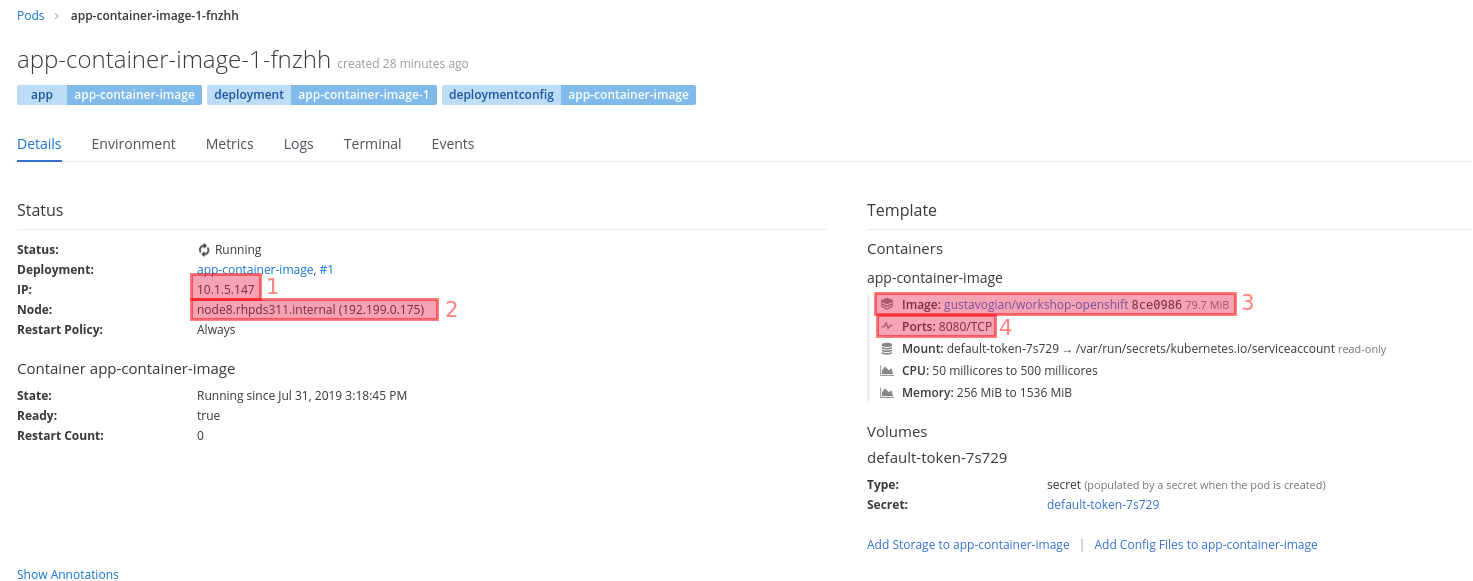 Pods › app-container-image-1-fnzhh
app-container-image-1-fnzhh created 28 minutes ago
app app-container-image deployment app-container-image-1 deploymentconfig app-container-image
Details Environment Metrics Logs Terminal Events
Status
Status: Running
Deployment: app-container-image, #1
IP: 10.1.5.147 1
Node: node8.rhpds311.internal (192.199.0.175) 2
Restart Policy: Always
Container app-container-image
State: Running since Jul 31, 2019 3:18:45 PM
Ready: true
Restart Count: 0
Template
Containers
app-container-image
Image: gustavogian/workshop-openshift 8ce0986 79.7 MiB 3
Ports: 8080/TCP 4
Mount: default-token-7s729 → /var/run/secrets/kubernetes.io/serviceaccount read-only
CPU: 50 millicores to 500 millicores
Memory: 256 MiB to 1536 MiB
Volumes
default-token-7s729
Type: secret (populated by a secret when the pod is created)
Secret: default-token-7s729
Add Storage to app-container-image | Add Config Files to app-container-image
Show Annotations